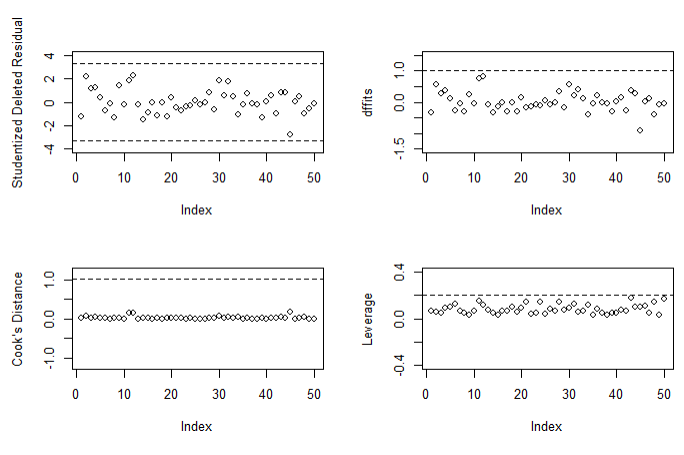 Studentized Deleted Residual
4
2
0
-2
-4
0 10 20 30 40 50
Index
dffits
1.0
0.0
-1.5
0 10 20 30 40 50
Index
Cook's Distance
1.0
0.0
-1.0
0 10 20 30 40 50
Index
Leverage
0.4
0.0
-0.4
0 10 20 30 40 50
Index